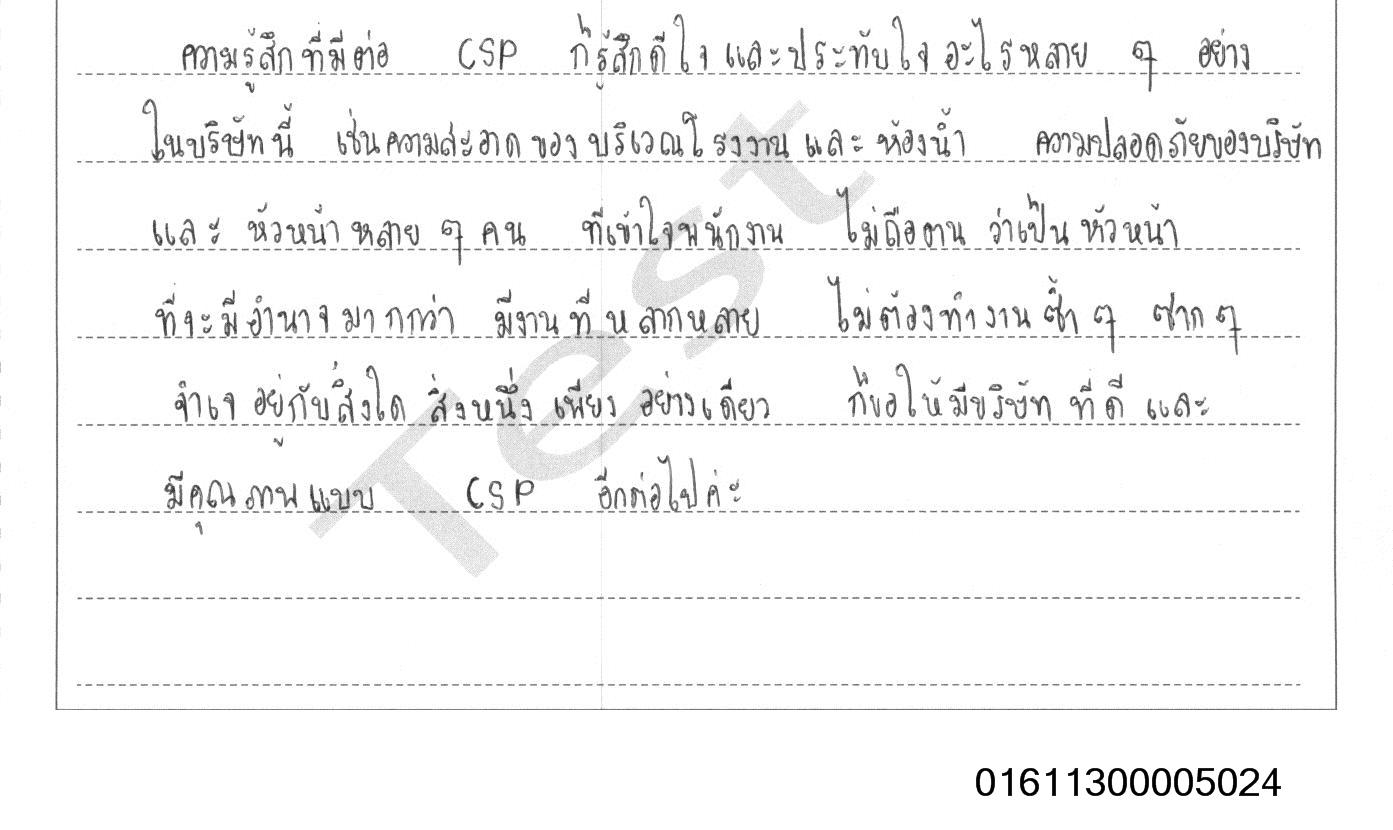 ความรู้สึกที่มีต่อ CSP ก็รู้สึกดีใจ และประทับใจ อะไรหลาย ๆ อย่าง
ในบริษัทนี้ เช่นความสะอาด ของ บริเวณโรงงาน และ ห้องน้ำ ความปลอดภัยของบริษัท
และ หัวหน้า หลาย ๆ คน ที่เข้าใจพนักงาน ไม่ถือตน ว่าเป็น หัวหน้า
ที่จะมีอำนาจมากกว่า มีงานที่หลากหลาย ไม่ต้องทำงานซ้ำ ๆ ซาก ๆ
จำเจ อยู่กับสิ่งใด สิ่งหนึ่ง เพียง อย่างเดียว ก็ขอให้มีบริษัท ที่ดี และ
มีคุณภาพแบบ CSP อีกต่อไปค่ะ
Test
01611300005024